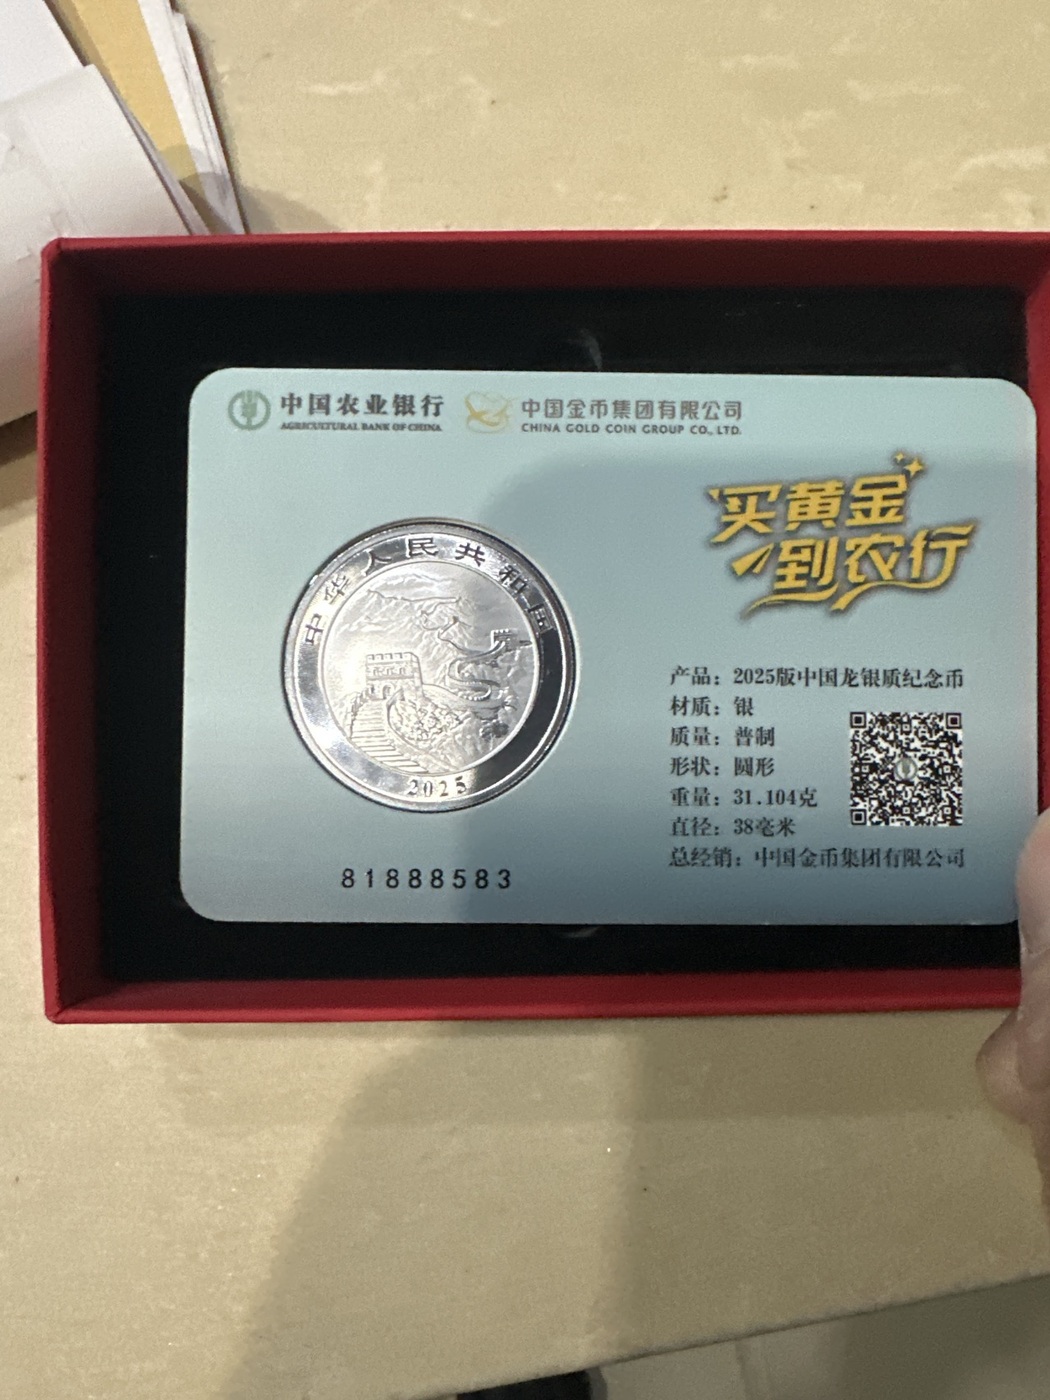 中国农业银行
AGRICULTURAL BANK OF CHINA
中国金币集团有限公司
CHINA GOLD COIN GROUP CO., LTD.
买黄金
到农行
中华人民共和国
2025
产品：2025版中国龙银质纪念币
材质：银
质量：普制
形状：圆形
重量：31.104克
直径：38毫米
总经销：中国金币集团有限公司
81888583